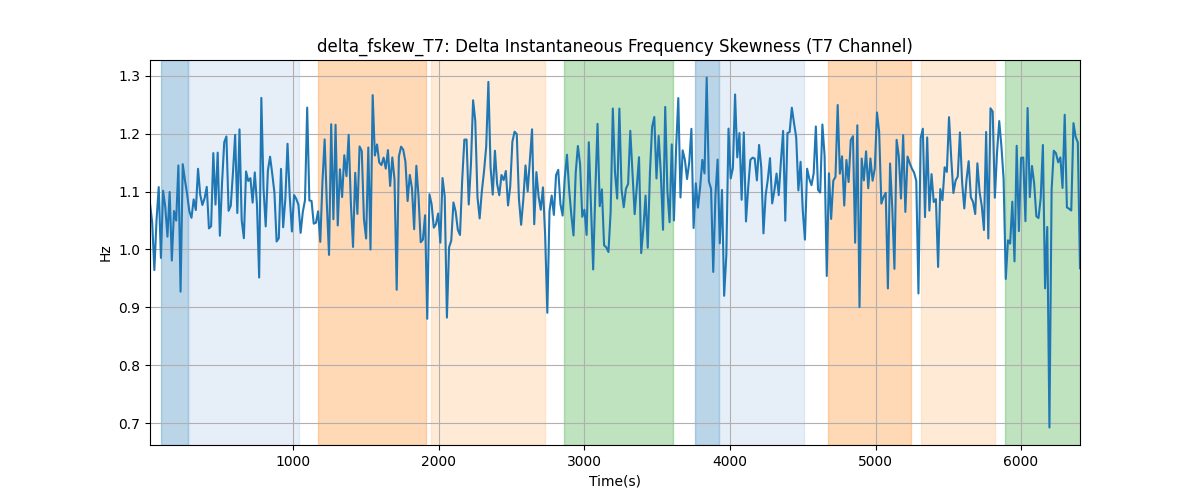 delta_fskew_T7: Delta Instantaneous Frequency Skewness (T7 Channel)
1.3
1.2
1.1
1.0
0.9
0.8
0.7
Hz
1000 2000 3000 4000 5000 6000
Time(s)